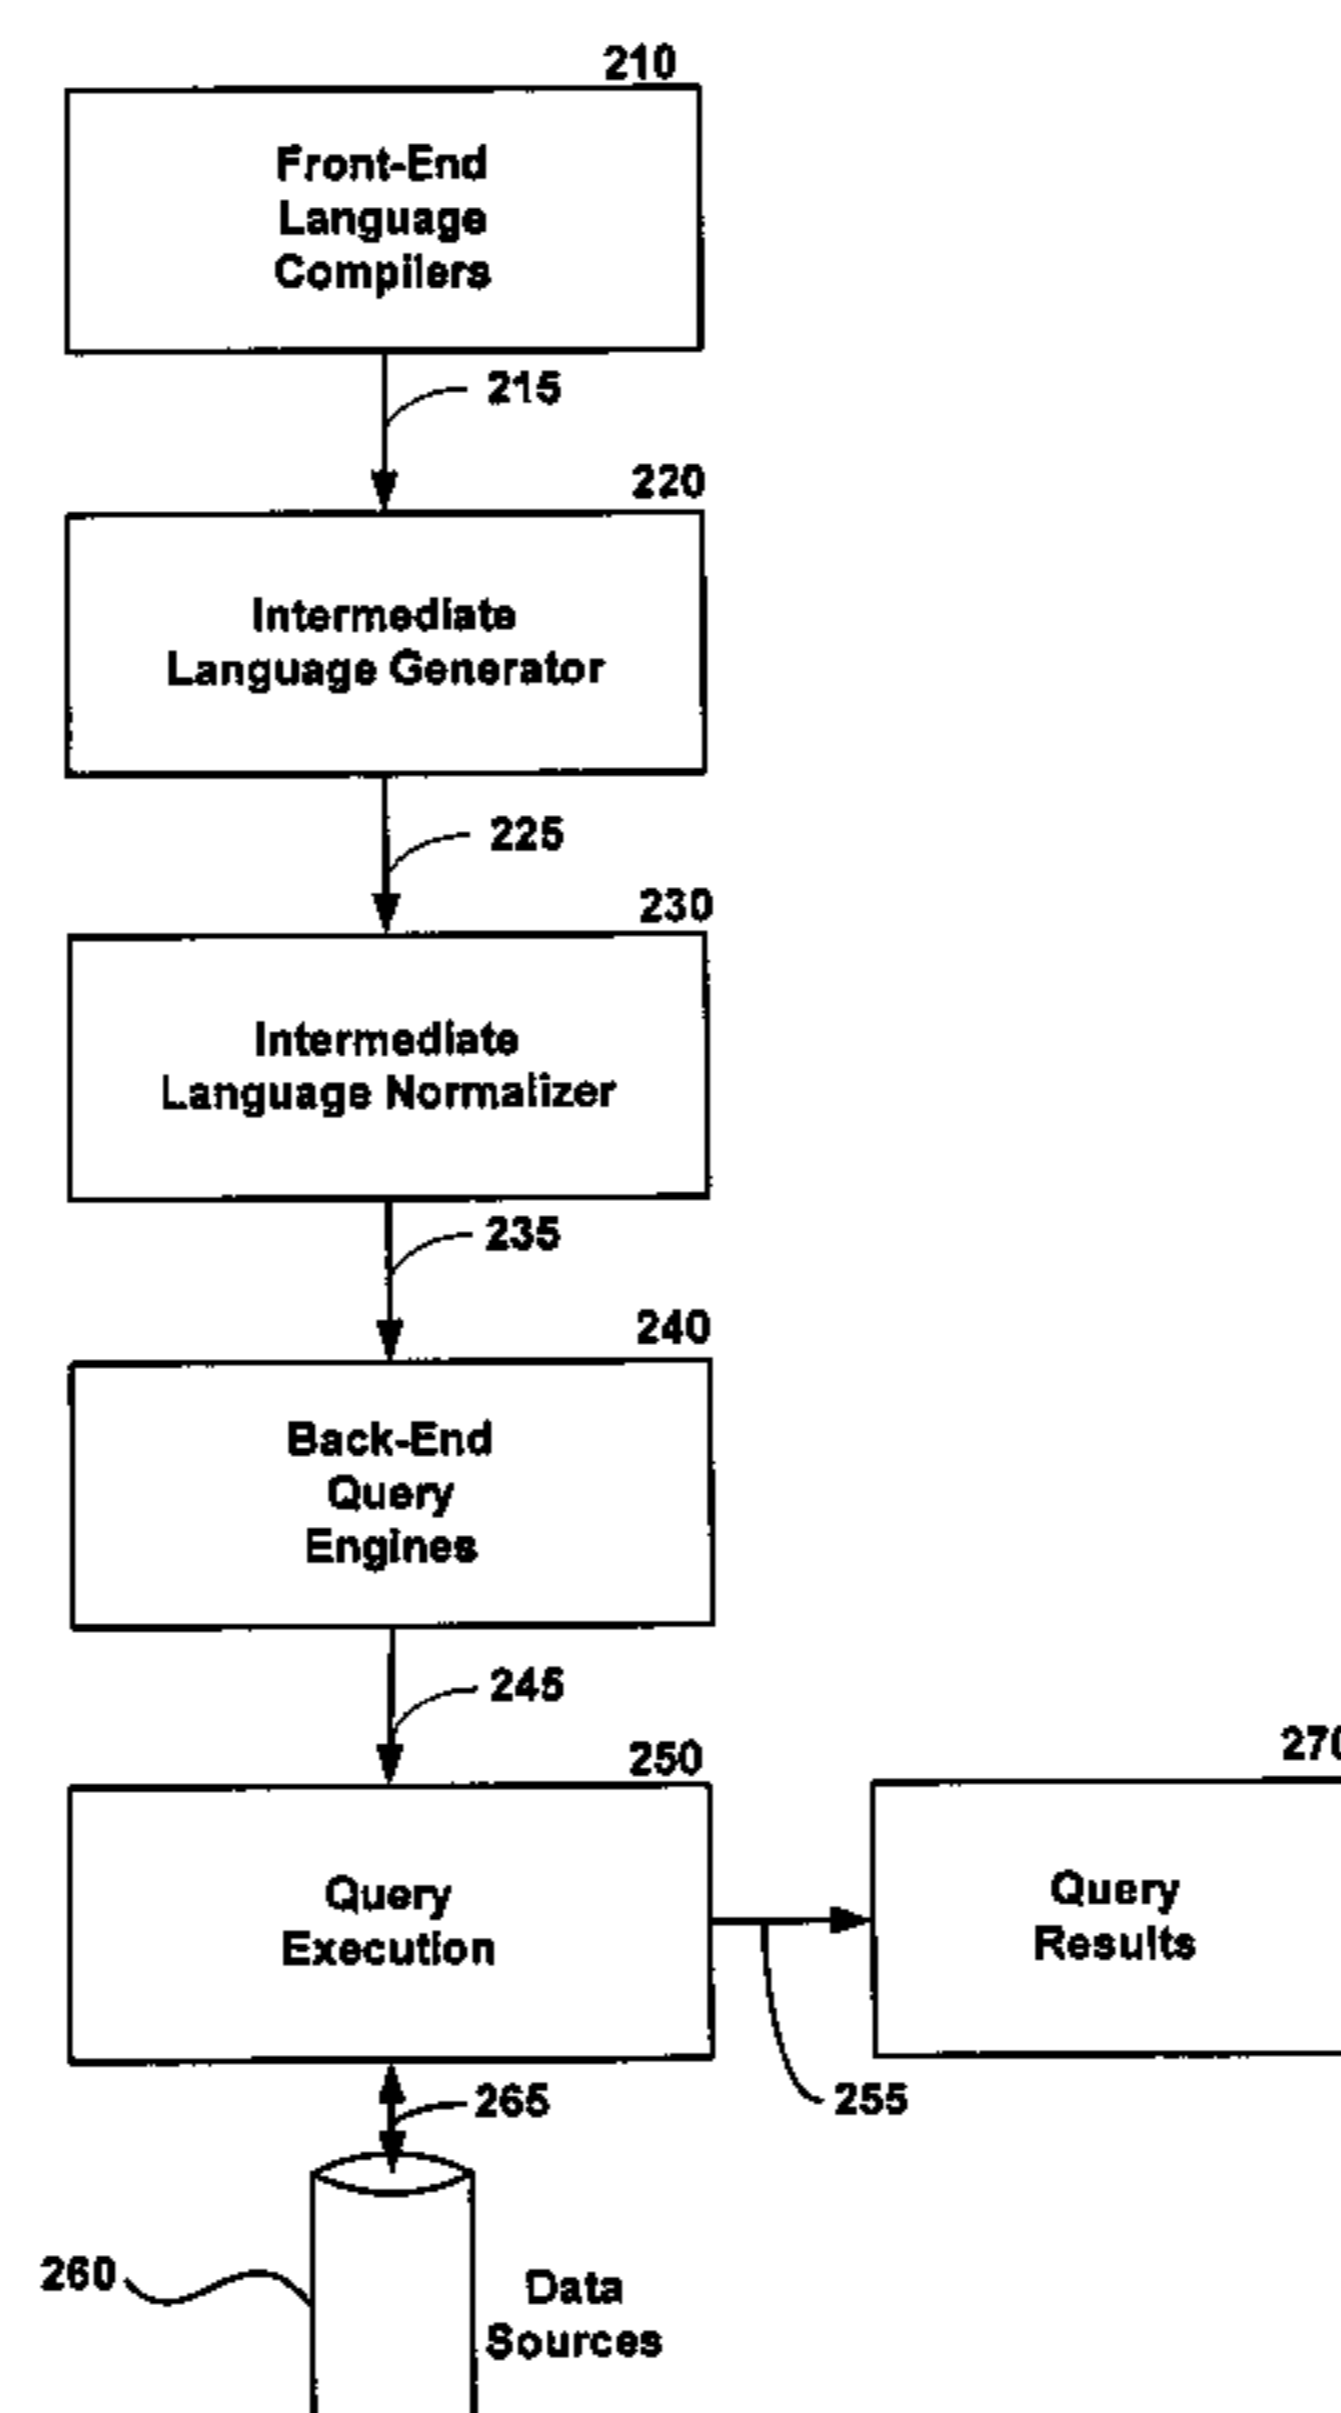 210
Front-End
Language
Compilers
215
220
Intermediate
Language Generator
225
230
Intermediate
Language Normalizer
235
240
Back-End
Query
Engines
245
250
270
Query
Execution
Query
Results
265
255
260
Data
Sources